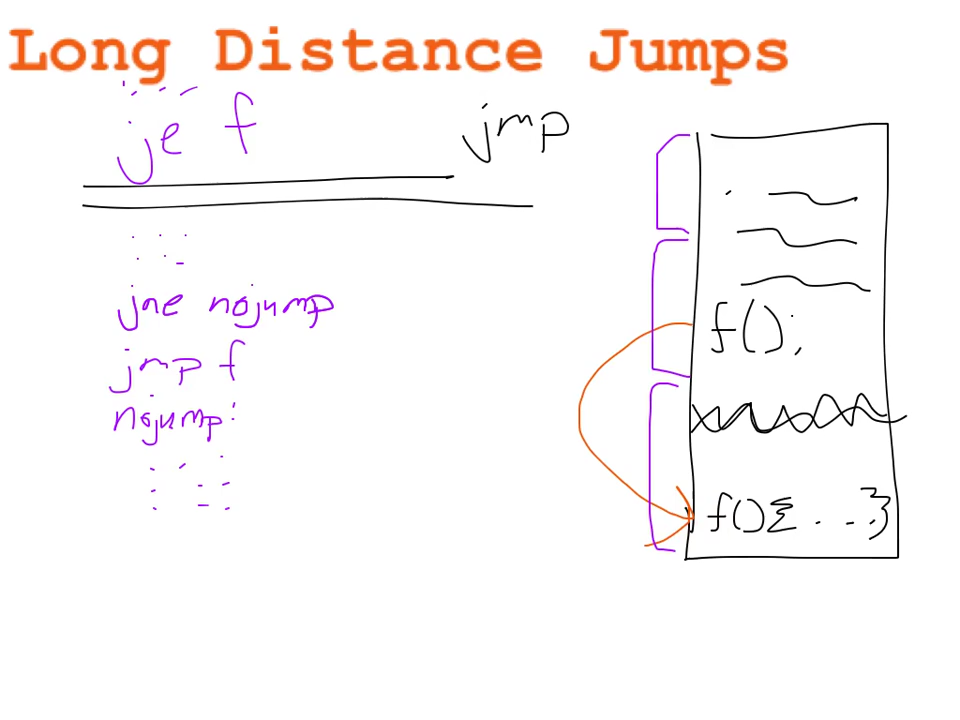 Long Distance Jumps
je f
jmp
jne nojump
jmp f
nojump:
f();
f(){...}